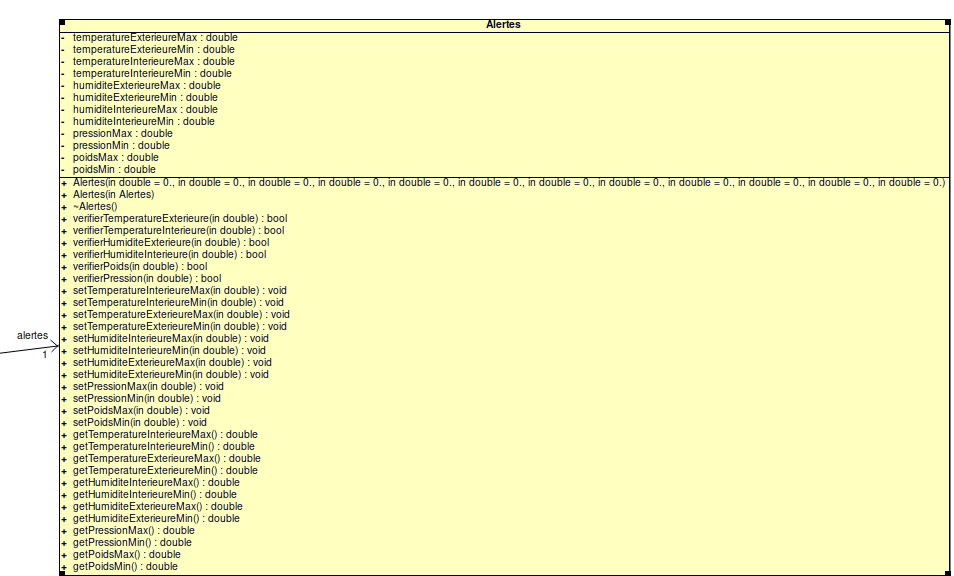 Alertes
- temperatureExterieureMax : double
- temperatureExterieureMin : double
- temperatureInterieureMax : double
- temperatureInterieureMin : double
- humiditeExterieureMax : double
- humiditeExterieureMin : double
- humiditeInterieureMax : double
- humiditeInterieureMin : double
- pressionMax : double
- pressionMin : double
- poidsMax : double
- poidsMin : double
+ Alertes(in double = 0., in double = 0., in double = 0., in double = 0., in double = 0., in double = 0., in double = 0., in double = 0., in double = 0., in double = 0., in double = 0., in double = 0.)
+ Alertes(in Alertes)
+ ~Alertes()
+ verifierTemperatureExterieure(in double) : bool
+ verifierTemperatureInterieure(in double) : bool
+ verifierHumiditeExterieure(in double) : bool
+ verifierHumiditeInterieure(in double) : bool
+ verifierPoids(in double) : bool
+ verifierPression(in double) : bool
+ setTemperatureInterieureMax(in double) : void
+ setTemperatureInterieureMin(in double) : void
+ setTemperatureExterieureMax(in double) : void
+ setTemperatureExterieureMin(in double) : void
+ setHumiditeInterieureMax(in double) : void
+ setHumiditeInterieureMin(in double) : void
+ setHumiditeExterieureMax(in double) : void
+ setHumiditeExterieureMin(in double) : void
+ setPressionMax(in double) : void
+ setPressionMin(in double) : void
+ setPoidsMax(in double) : void
+ setPoidsMin(in double) : void
+ getTemperatureInterieureMax() : double
+ getTemperatureInterieureMin() : double
+ getTemperatureExterieureMax() : double
+ getTemperatureExterieureMin() : double
+ getHumiditeInterieureMax() : double
+ getHumiditeInterieureMin() : double
+ getHumiditeExterieureMax() : double
+ getHumiditeExterieureMin() : double
+ getPressionMax() : double
+ getPressionMin() : double
+ getPoidsMax() : double
+ getPoidsMin() : double
alertes
1